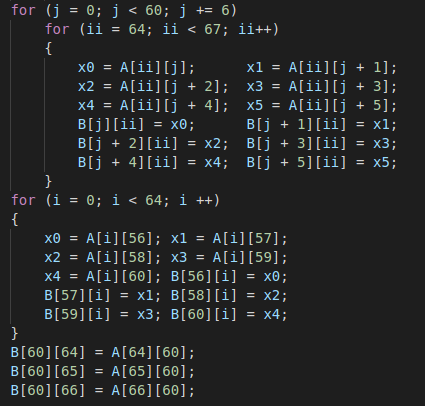 for (j = 0; j < 60; j += 6)
    for (ii = 64; ii < 67; ii++)
    {
        x0 = A[ii][j];      x1 = A[ii][j + 1];
        x2 = A[ii][j + 2];  x3 = A[ii][j + 3];
        x4 = A[ii][j + 4];  x5 = A[ii][j + 5];
        B[j][ii] = x0;      B[j + 1][ii] = x1;
        B[j + 2][ii] = x2;  B[j + 3][ii] = x3;
        B[j + 4][ii] = x4;  B[j + 5][ii] = x5;
    }
for (i = 0; i < 64; i ++)
{
    x0 = A[i][56]; x1 = A[i][57];
    x2 = A[i][58]; x3 = A[i][59];
    x4 = A[i][60]; B[56][i] = x0;
    B[57][i] = x1; B[58][i] = x2;
    B[59][i] = x3; B[60][i] = x4;
}
B[60][64] = A[64][60];
B[60][65] = A[65][60];
B[60][66] = A[66][60];